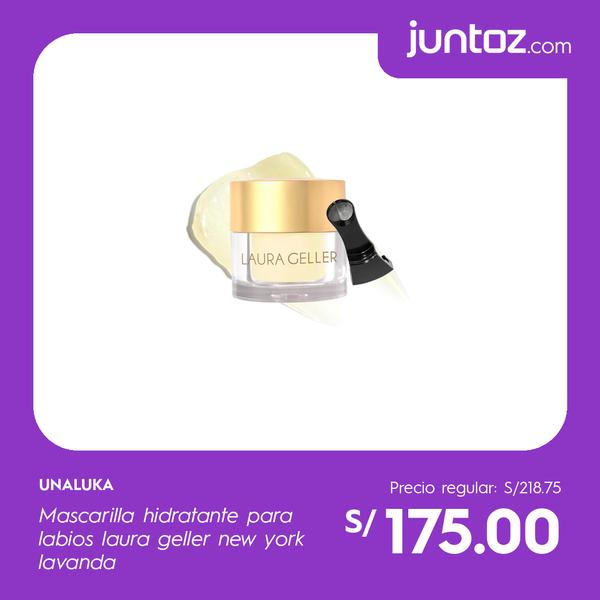 juntoz.com
LAURA GELLER
UNALUKA
Mascarilla hidratante para
labios laura geller new york
lavanda
Precio regular: S/218.75
S/175.00